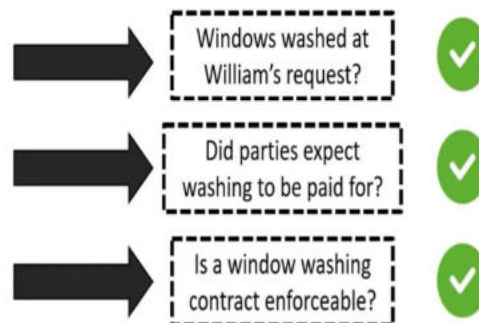 Windows washed at
William’s request?
Did parties expect
washing to be paid for?
Is a window washing
contract enforceable?